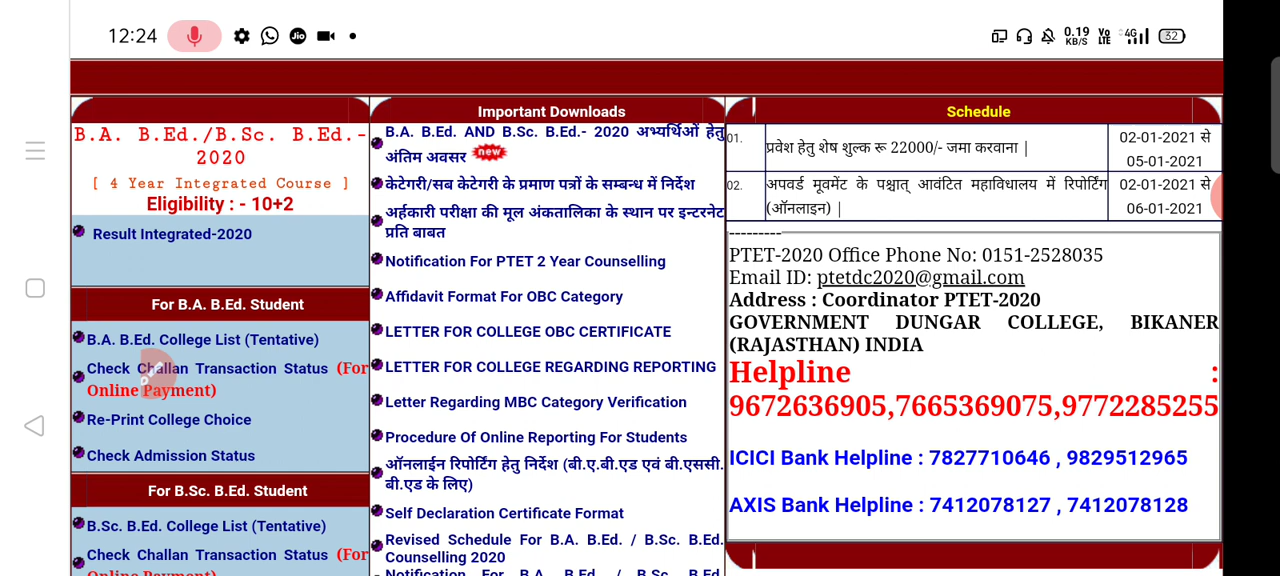 12:24
0.19 KB/S
Vo LTE
4G
32
B.A. B.Ed./B.Sc. B.Ed.-
2020
[ 4 Year Integrated Course ]
Eligibility : - 10+2
Result Integrated-2020
For B.A. B.Ed. Student
B.A. B.Ed. College List (Tentative)
Check Challan Transaction Status (For
Online Payment)
Re-Print College Choice
Check Admission Status
For B.Sc. B.Ed. Student
B.Sc. B.Ed. College List (Tentative)
Check Challan Transaction Status (For
Online Payment)
Important Downloads
B.A. B.Ed. AND B.Sc. B.Ed.- 2020 अभ्यर्थिओं हेतु
अंतिम अवसर new
केटेगरी/सब केटेगरी के प्रमाण पत्रों के सम्बन्ध में निर्देश
अर्हकारी परीक्षा की मूल अंकतालिका के स्थान पर इन्टरनेट
प्रति बाबत
Notification For PTET 2 Year Counselling
Affidavit Format For OBC Category
LETTER FOR COLLEGE OBC CERTIFICATE
LETTER FOR COLLEGE REGARDING REPORTING
Letter Regarding MBC Category Verification
Procedure Of Online Reporting For Students
ऑनलाईन रिपोर्टिंग हेतु निर्देश (बी.ए.बी.एड एवं बी.एससी.
बी.एड के लिए)
Self Declaration Certificate Format
Revised Schedule For B.A. B.Ed. / B.Sc. B.Ed.
Counselling 2020
Notification For B.A. B.Ed. / B.Sc. B.Ed.
Schedule
01. प्रवेश हेतु शेष शुल्क रू 22000/- जमा करवाना | 02-01-2021 से
05-01-2021
02. अपवर्ड मूवमेंट के पश्चात् आवंटित महाविधालय में रिपोर्टिंग 02-01-2021 से
(ऑनलाइन) | 06-01-2021
---------
PTET-2020 Office Phone No: 0151-2528035
Email ID: ptetdc2020@gmail.com
Address : Coordinator PTET-2020
GOVERNMENT DUNGAR COLLEGE, BIKANER
(RAJASTHAN) INDIA
Helpline :
9672636905,7665369075,9772285255
ICICI Bank Helpline : 7827710646 , 9829512965
AXIS Bank Helpline : 7412078127 , 7412078128